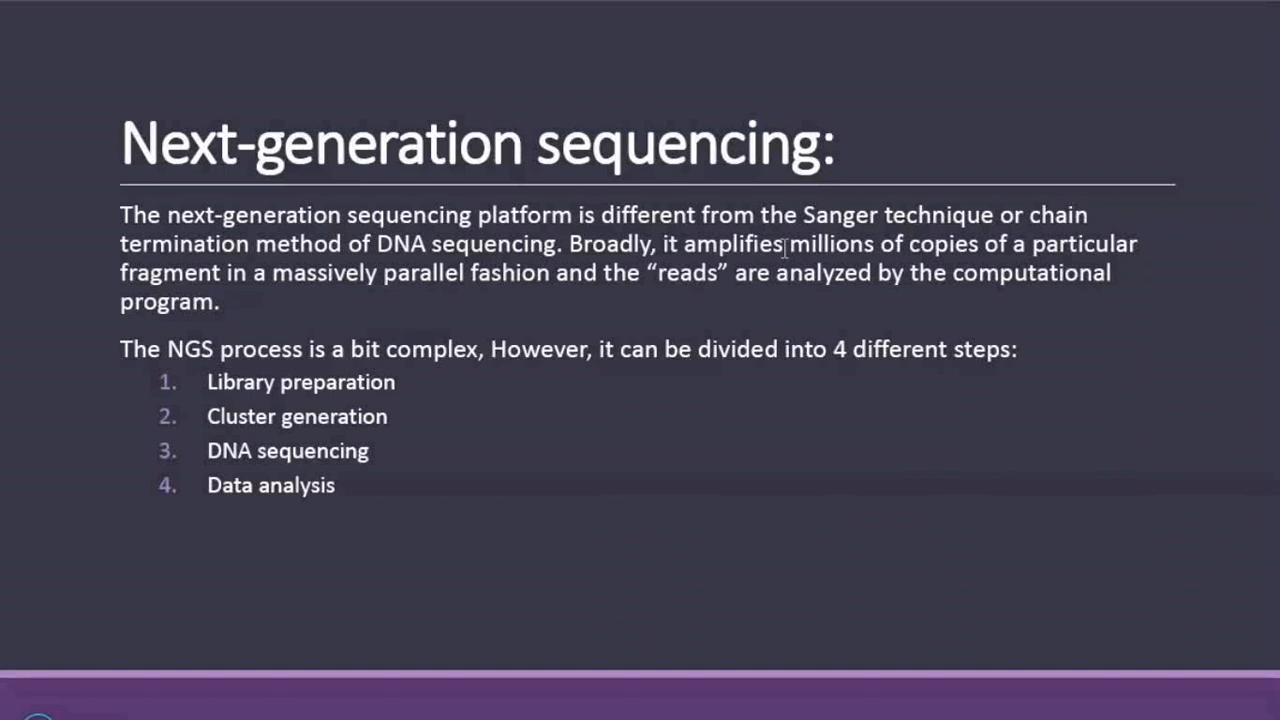 Next-generation sequencing:
The next-generation sequencing platform is different from the Sanger technique or chain
termination method of DNA sequencing. Broadly, it amplifies millions of copies of a particular
fragment in a massively parallel fashion and the “reads” are analyzed by the computational
program.
The NGS process is a bit complex, However, it can be divided into 4 different steps:
1. Library preparation
2. Cluster generation
3. DNA sequencing
4. Data analysis